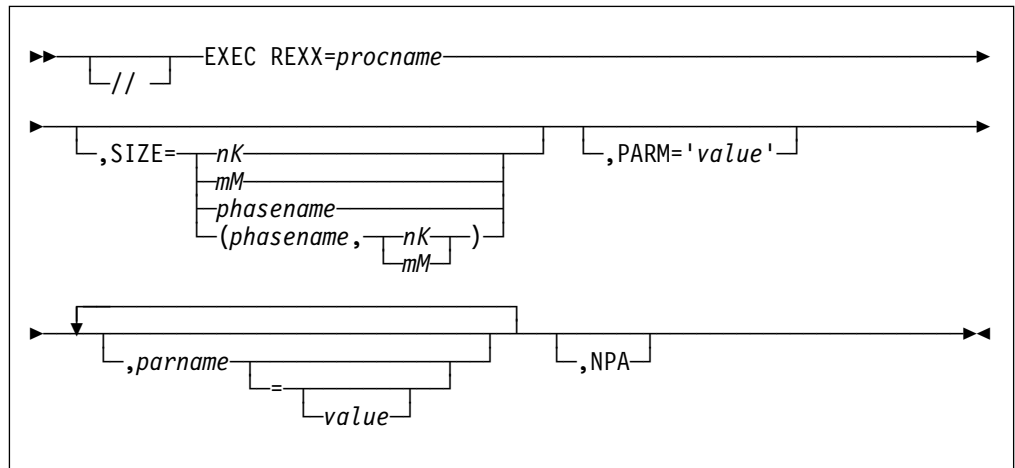 EXEC REXX=procname
//
,SIZE= nK ,PARM='value'
mM
phasename
(phasename, nK )
mM
,parname ,NPA
=
value